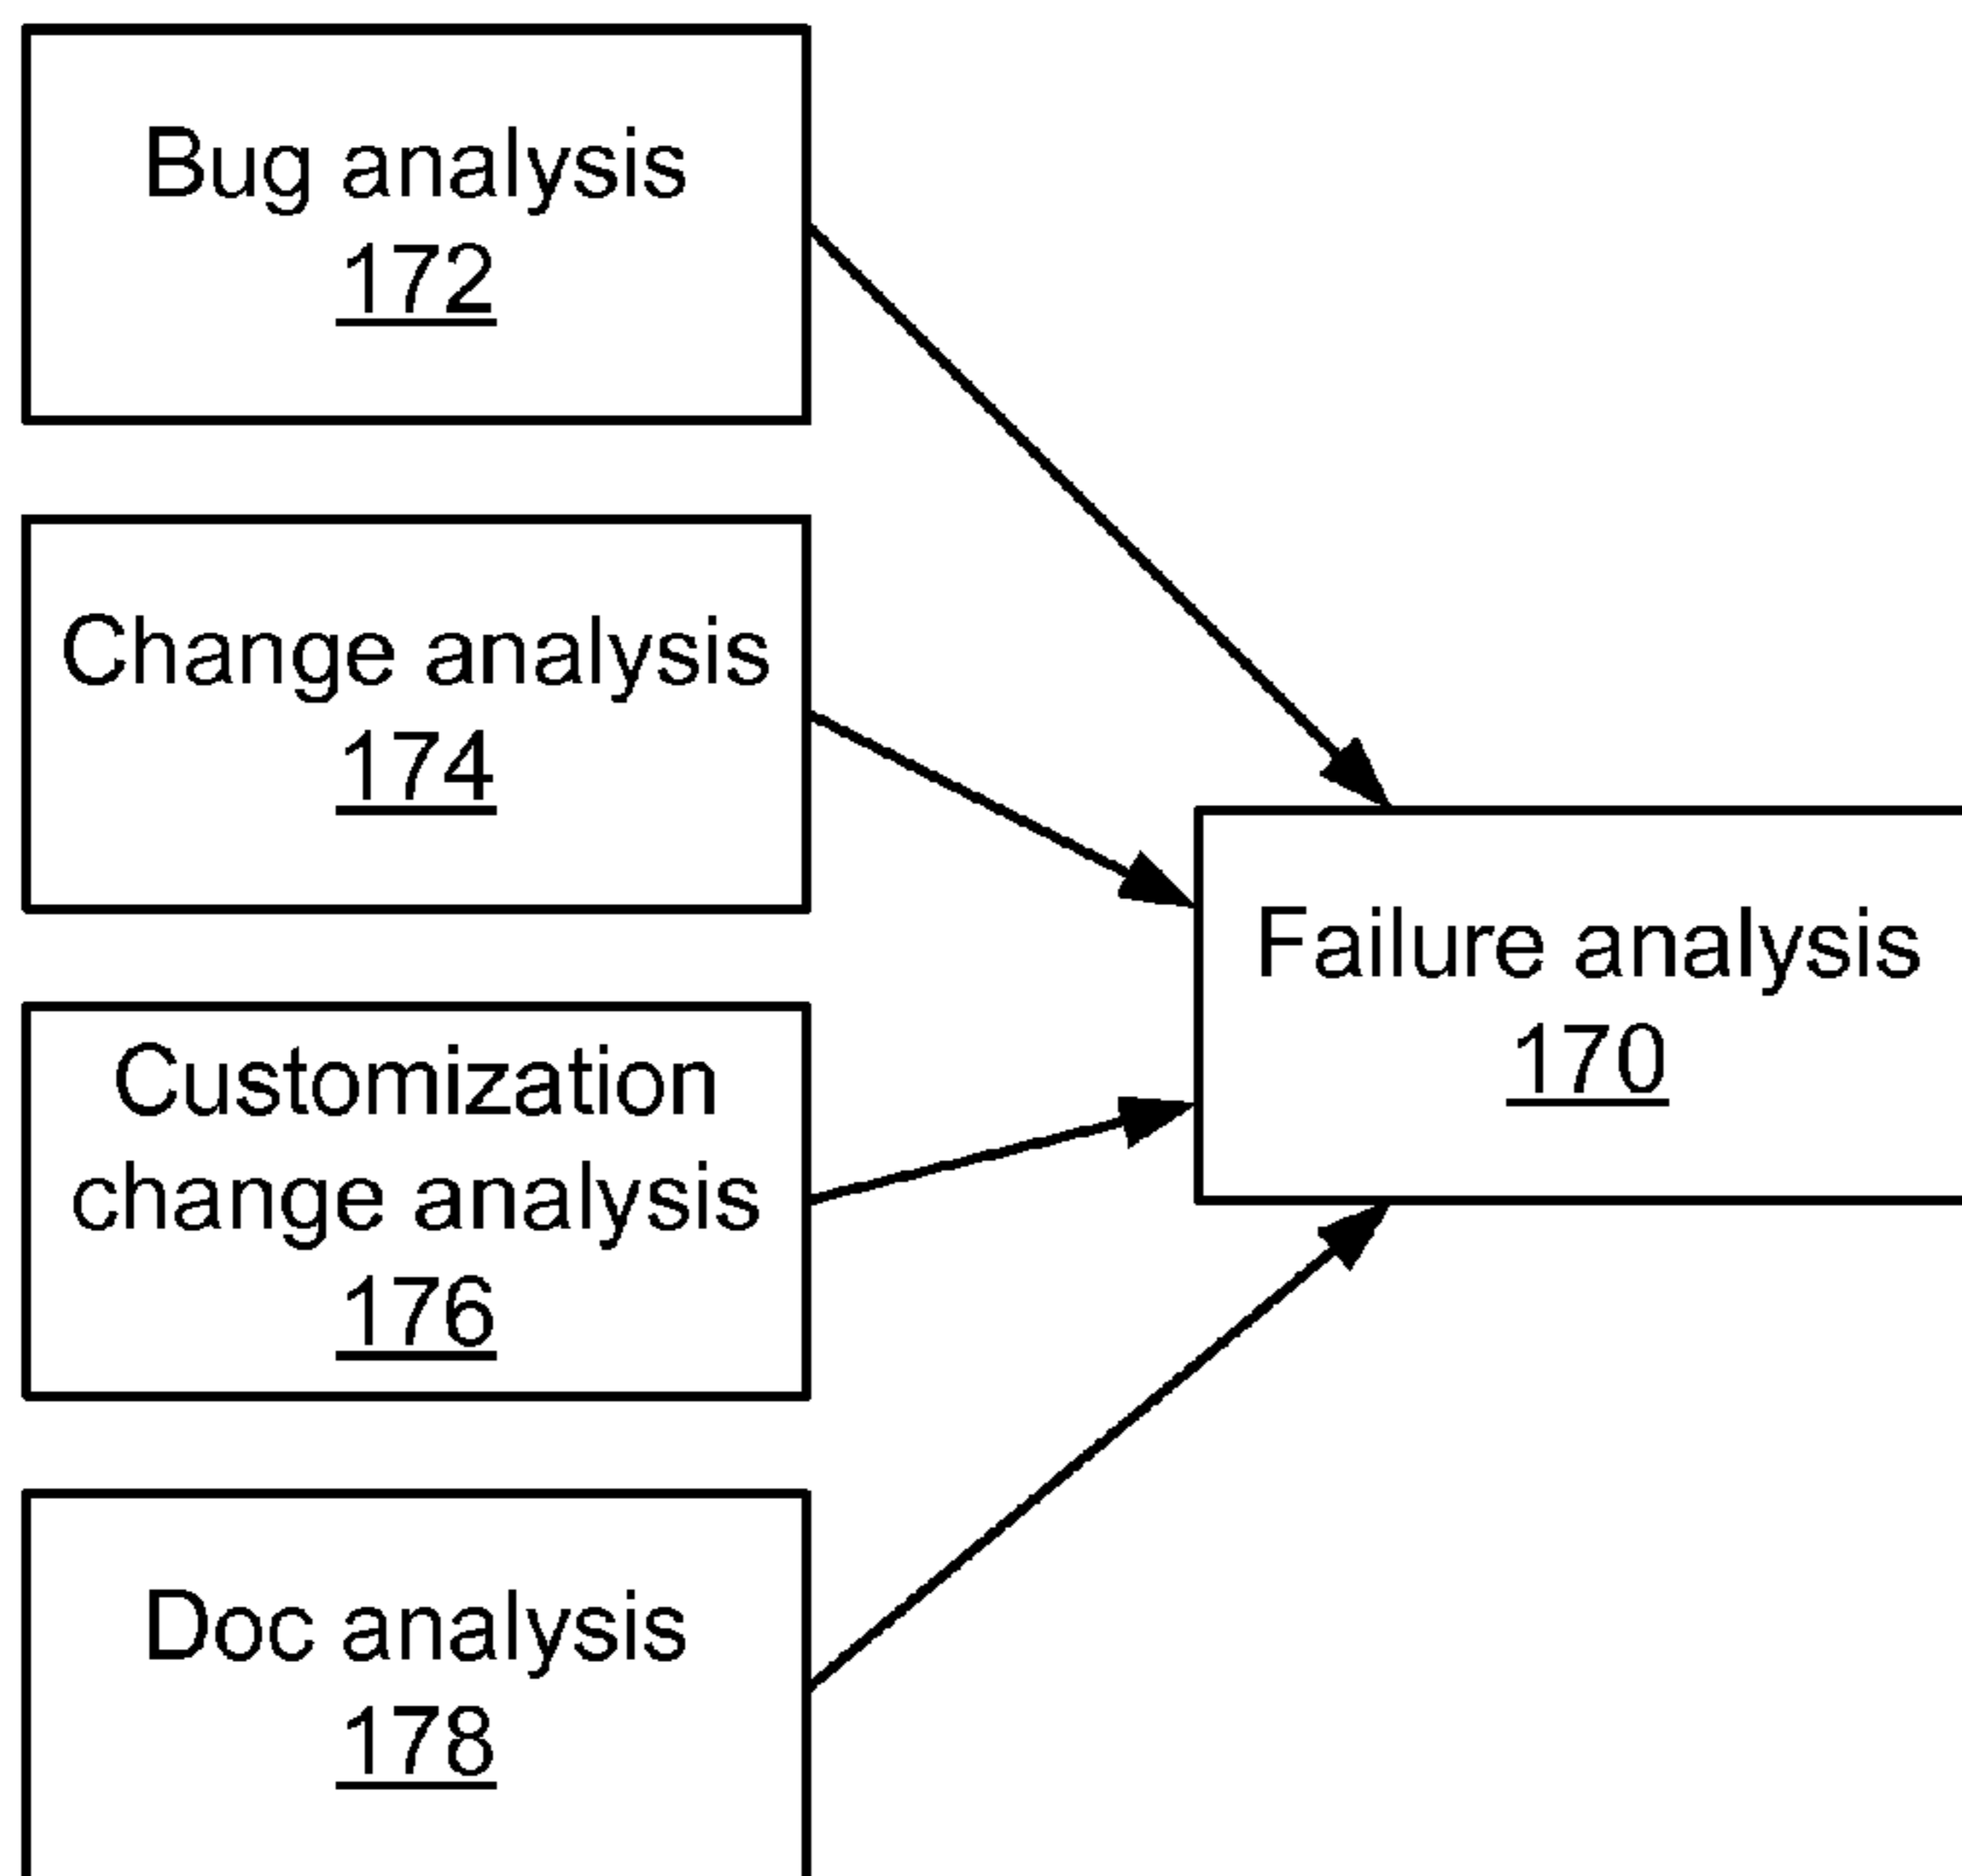 Bug analysis
172
Change analysis
174
Customization
change analysis
176
Doc analysis
178
Failure analysis
170